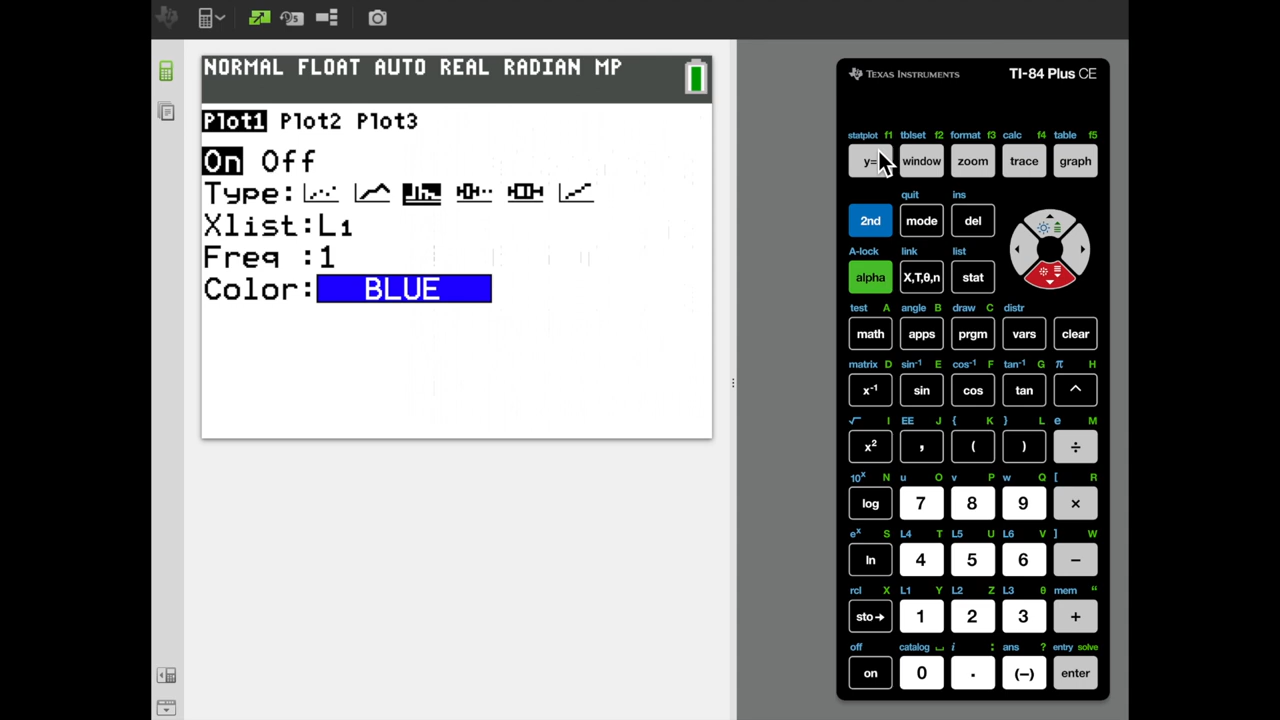 NORMAL FLOAT AUTO REAL RADIAN MP
Plot1 Plot2 Plot3
On Off
Type:
Xlist:L1
Freq :1
Color: BLUE
TEXAS INSTRUMENTS TI-84 Plus CE
statplot f1 tblset f2 format f3 calc f4 table f5
y= window zoom trace graph
quit ins
2nd mode del
A-lock link list
alpha X,T,θ,n stat
test A angle B draw C distr
math apps prgm vars clear
matrix D sin⁻¹ E cos⁻¹ F tan⁻¹ G π H
x⁻¹ sin cos tan ^
√ I EE J { K } L e M
x² , ( ) ÷
10ˣ N u O v P w Q [ R
log 7 8 9 ×
eˣ S L4 T L5 U L6 V ] W
ln 4 5 6 −
rcl X L1 Y L2 Z L3 θ mem “
sto→ 1 2 3 +
off catalog ⎵ i : ans ? entry solve
on 0 . (−) enter